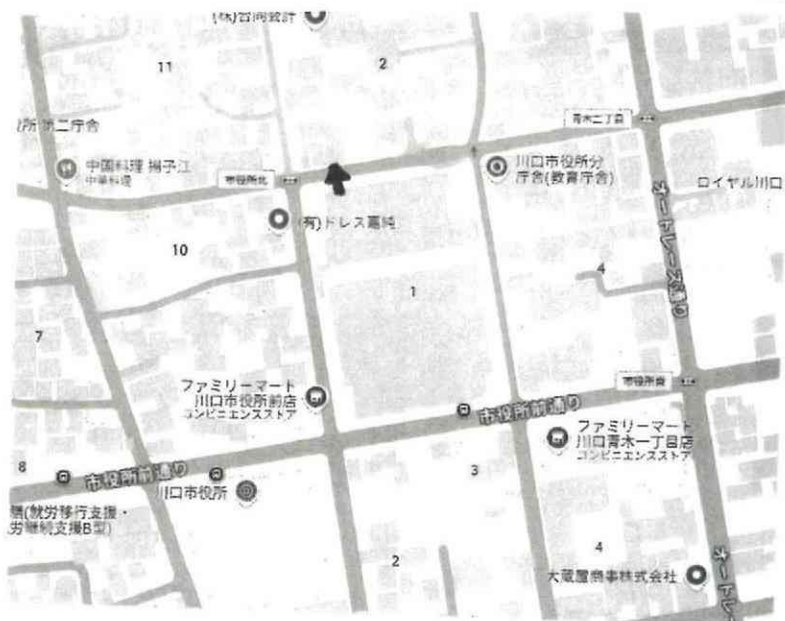 (株)合同会計
11
2
青木二丁目
所 第二庁舎
中国料理 揚子江
中華料理
市役所北
川口市役所分
庁舎(教育庁舎)
ロイヤル川口
(有)ドレス嘉純
オートレース通り
10
4
1
7
ファミリーマート
川口市役所前店
コンビニエンスストア
市役所前通り
市役所東
ファミリーマート
川口青木一丁目店
コンビニエンスストア
8
市役所前通り
川口市役所
3
(就労移行支援・
労継続支援B型)
2
4
大蔵屋商事株式会社
オートレ